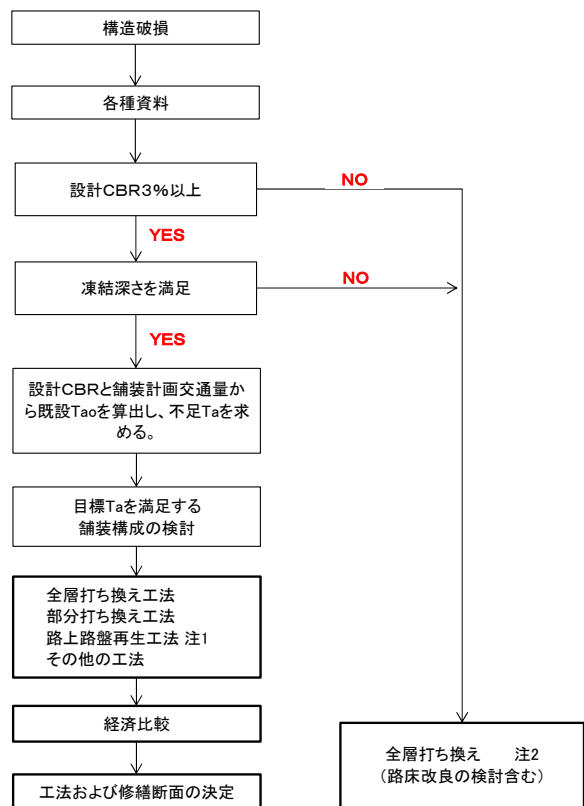 構造破損
各種資料
設計CBR3%以上
NO
YES
凍結深さを満足
NO
YES
設計CBRと舗装計画交通量か
ら既設Taoを算出し、不足Taを求
める。
目標Taを満足する
舗装構成の検討
全層打ち換え工法
部分打ち換え工法
路上路盤再生工法 注1
その他の工法
経済比較
工法および修繕断面の決定
全層打ち換え 注2
(路床改良の検討含む)